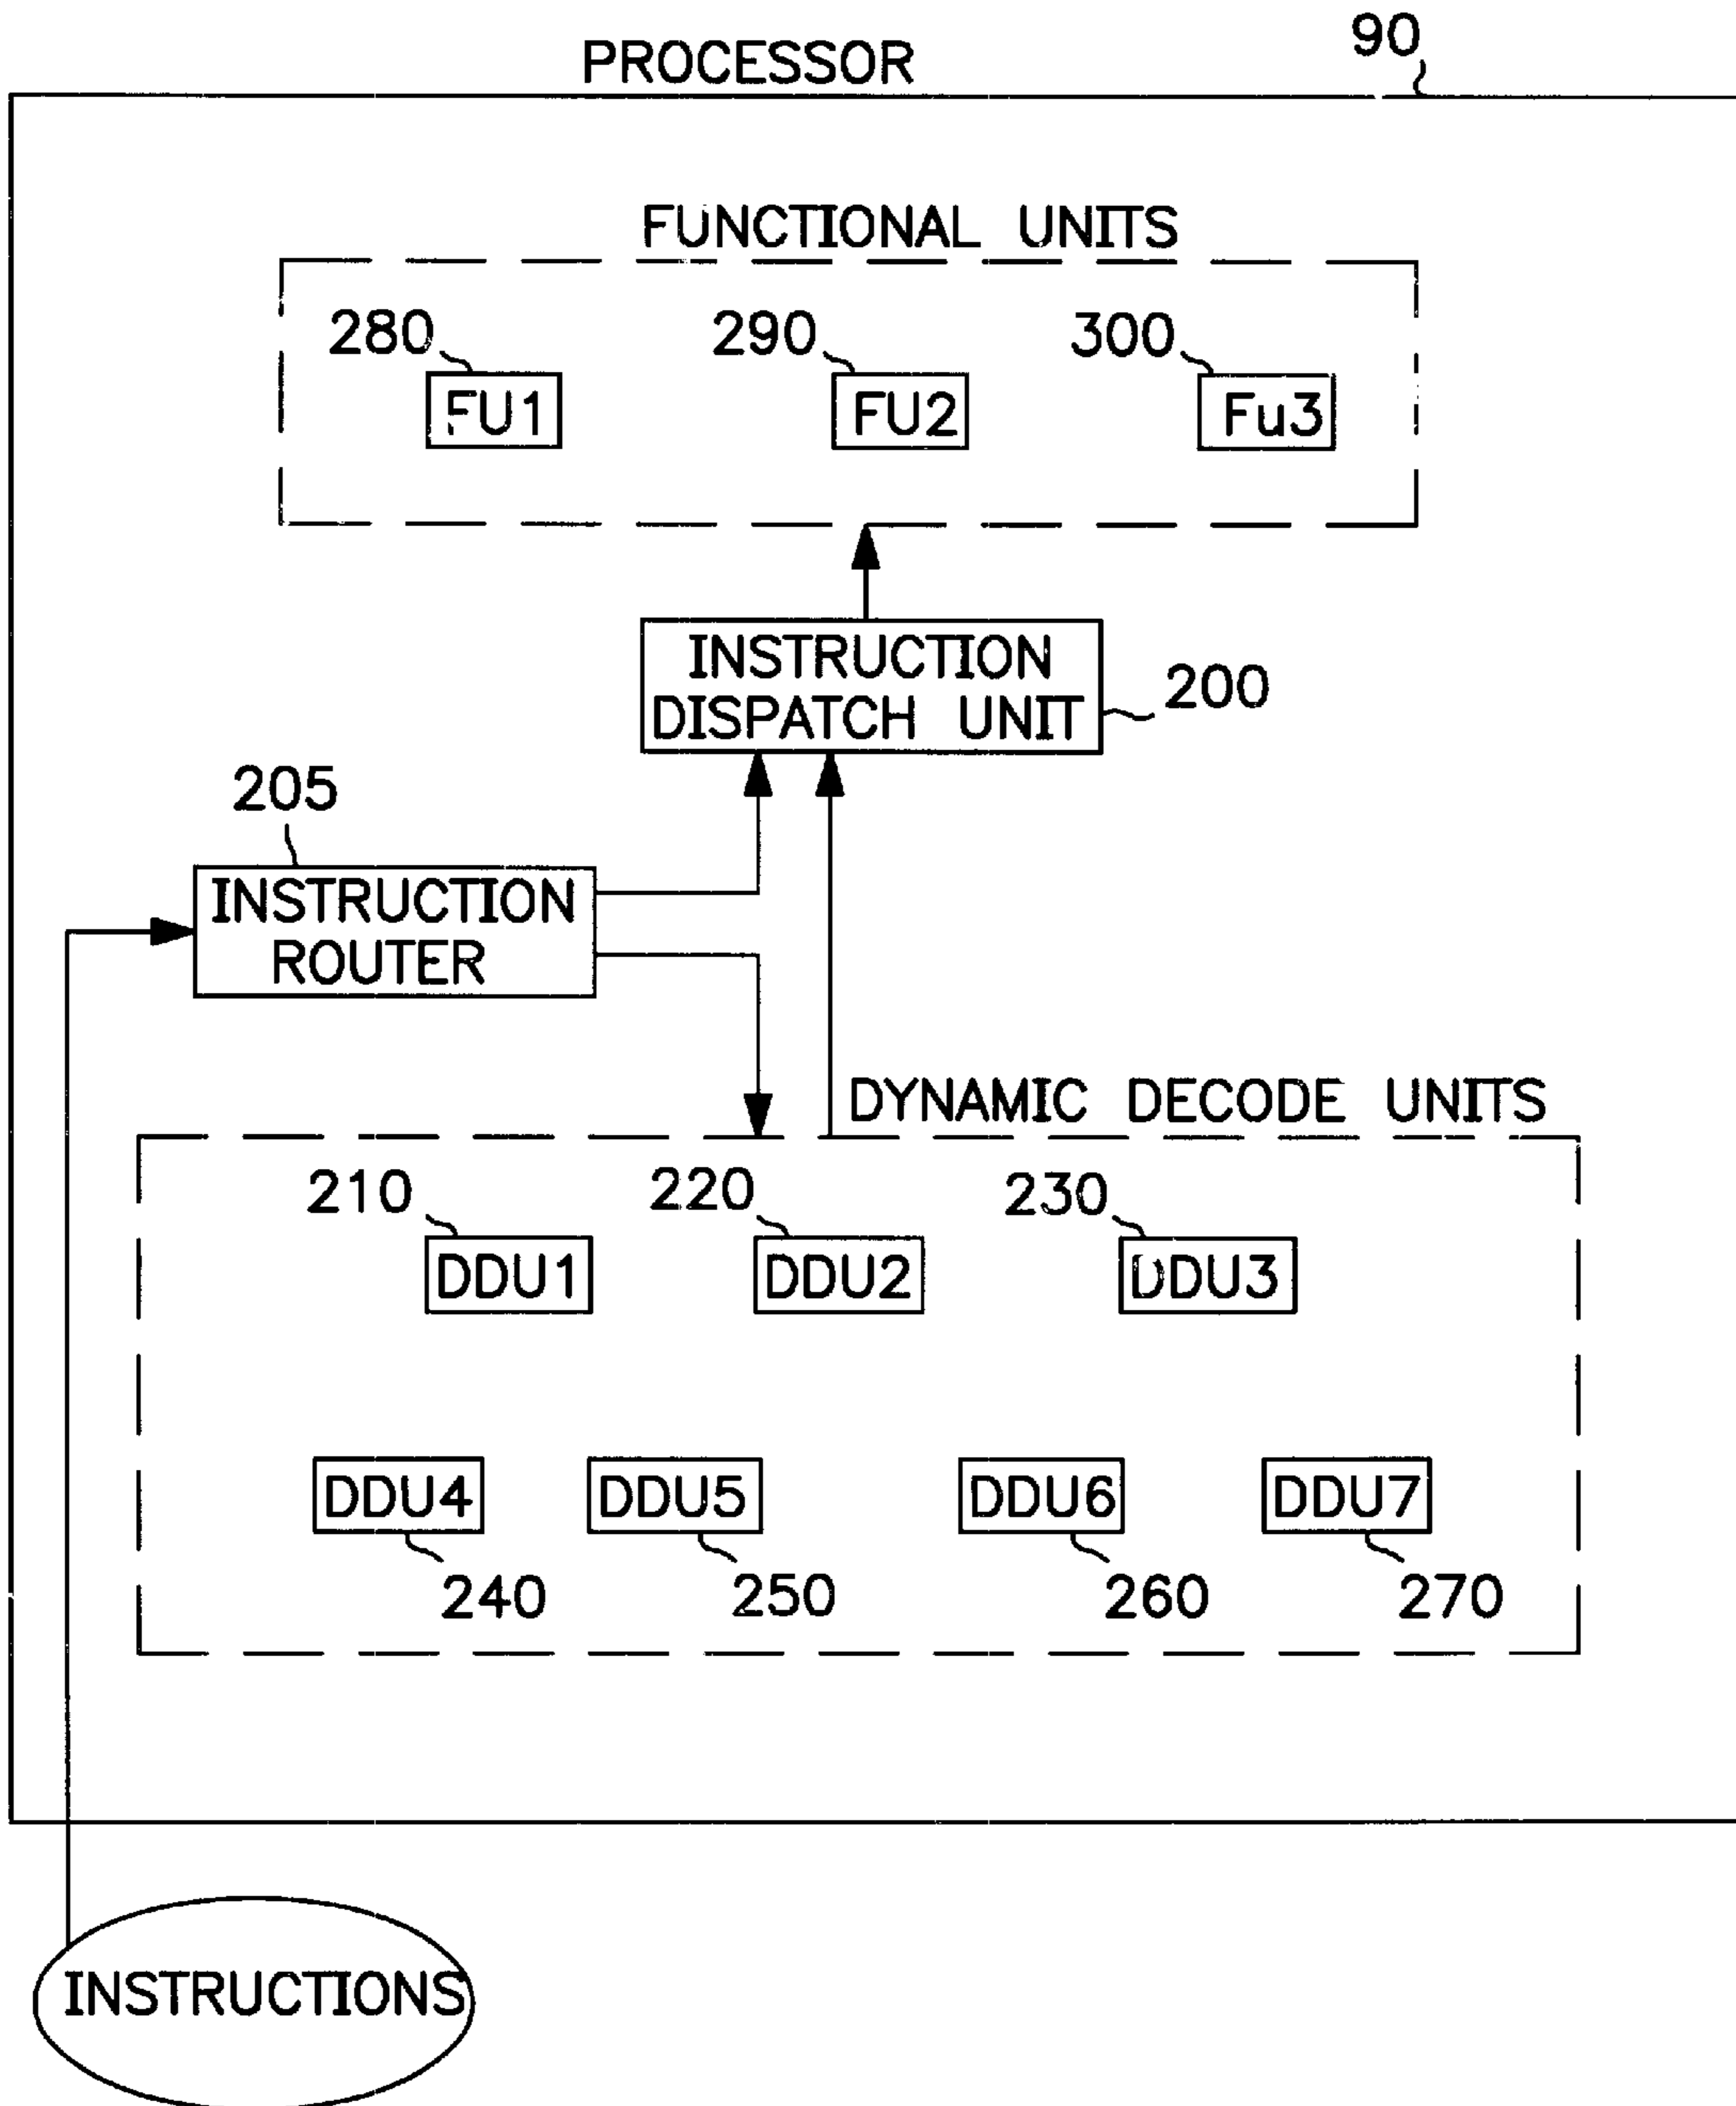 90
PROCESSOR
FUNCTIONAL UNITS
280
290
300
FU1
FU2
Fu3
INSTRUCTION
DISPATCH UNIT
200
205
INSTRUCTION
ROUTER
DYNAMIC DECODE UNITS
210
220
230
DDU1
DDU2
DDU3
DDU4
DDU5
DDU6
DDU7
240
250
260
270
INSTRUCTIONS